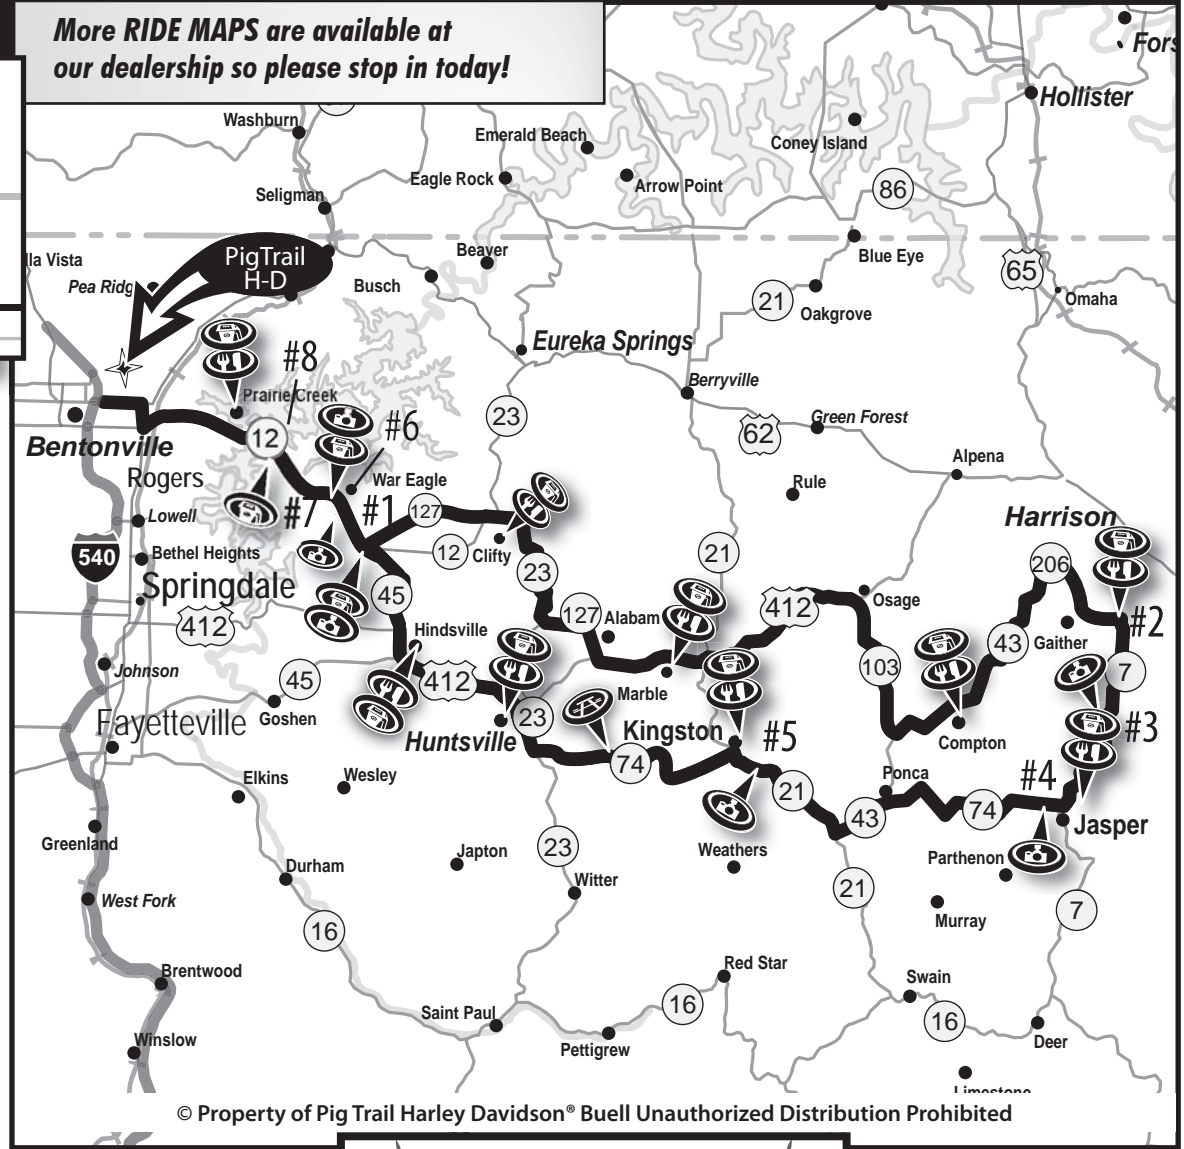 More RIDE MAPS are available at
our dealership so please stop in today!
Hollister
Washburn
Emerald Beach
Coney Island
Eagle Rock
Arrow Point
86
Seligman
Beaver
Blue Eye
PigTrail
H-D
65
Pea Ridg
Busch
21
Oakgrove
Omaha
Eureka Springs
#8
Berryville
Prairie Creek
23
Green Forest
62
12
#6
Bentonville
Alpena
Rogers
War Eagle
Rule
#7
#1
127
Harrison
Lowell
540
Bethel Heights
12
Clifty
21
206
Springdale
23
45
412
Osage
412
127
Alabam
#2
Hindsville
Gaither
43
Johnson
45
412
103
7
Marble
Goshen
23
Fayetteville
Huntsville
Kingston
#5
Compton
#3
74
Elkins
Wesley
21
Ponca
#4
43
74
Jasper
Greenland
Japton
23
Weathers
Parthenon
Durham
Witter
21
7
West Fork
Murray
16
Brentwood
Red Star
Swain
16
Saint Paul
16
Winslow
Pettigrew
Deer
© Property of Pig Trail Harley Davidson® Buell Unauthorized Distribution Prohibited